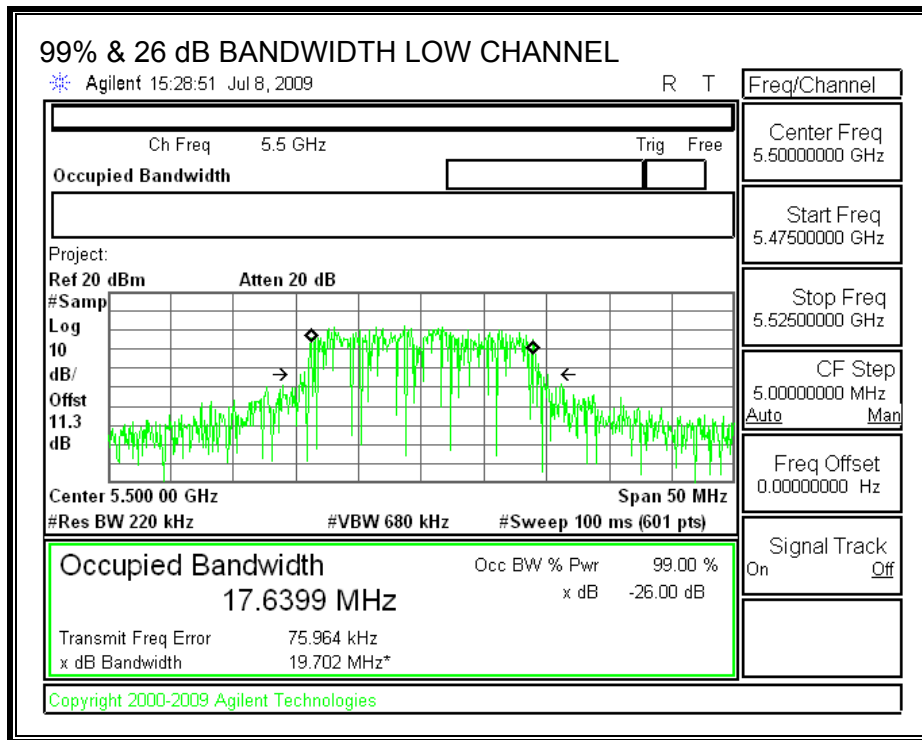 99% & 26 dB BANDWIDTH LOW CHANNEL
Agilent 15:28:51 Jul 8, 2009 R T
Freq/Channel
Ch Freq 5.5 GHz Trig Free
Occupied Bandwidth
Center Freq
5.50000000 GHz
Start Freq
5.47500000 GHz
Stop Freq
5.52500000 GHz
CF Step
5.00000000 MHz
Auto Man
Freq Offset
0.00000000 Hz
Signal Track
On Off
Project:
Ref 20 dBm Atten 20 dB
#Samp
Log
10
dB/
Offst
11.3
dB
Center 5.500 00 GHz Span 50 MHz
#Res BW 220 kHz #VBW 680 kHz #Sweep 100 ms (601 pts)
Occupied Bandwidth Occ BW % Pwr 99.00 %
17.6399 MHz x dB -26.00 dB
Transmit Freq Error 75.964 kHz
x dB Bandwidth 19.702 MHz*
Copyright 2000-2009 Agilent Technologies